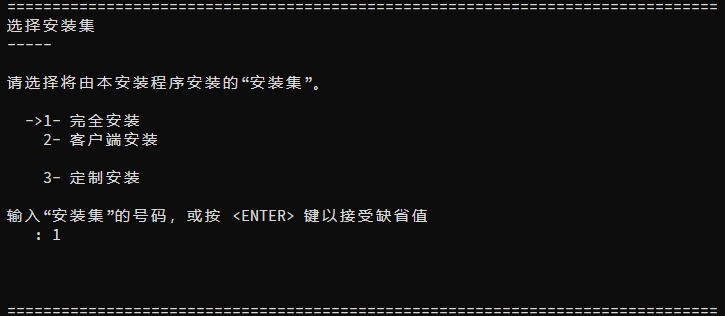 ================================================================================
选择安装集
-----
请选择将由本安装程序安装的“安装集”。
->1- 完全安装
2- 客户端安装
3- 定制安装
输入“安装集”的号码, 或按 <ENTER> 键以接受缺省值
: 1
================================================================================